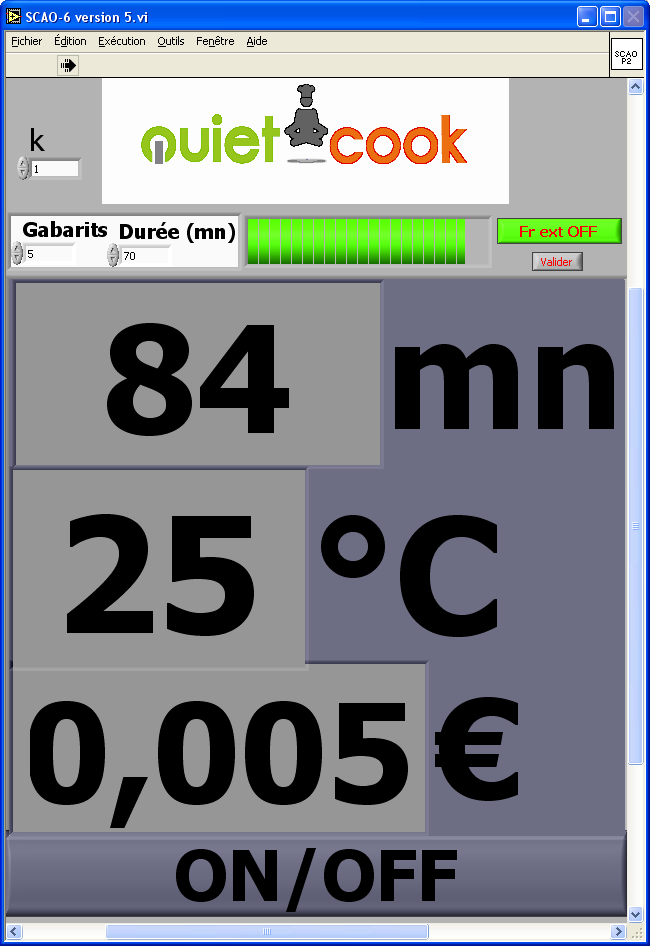 SCAO-6 version 5.vi
Fichier Édition Exécution Outils Fenêtre Aide
SCAO
P2
quiet cook
k
1
Gabarits Durée (mn)
5 70
Fr ext OFF
Valider
84 mn
25 °C
0,005 €
ON/OFF